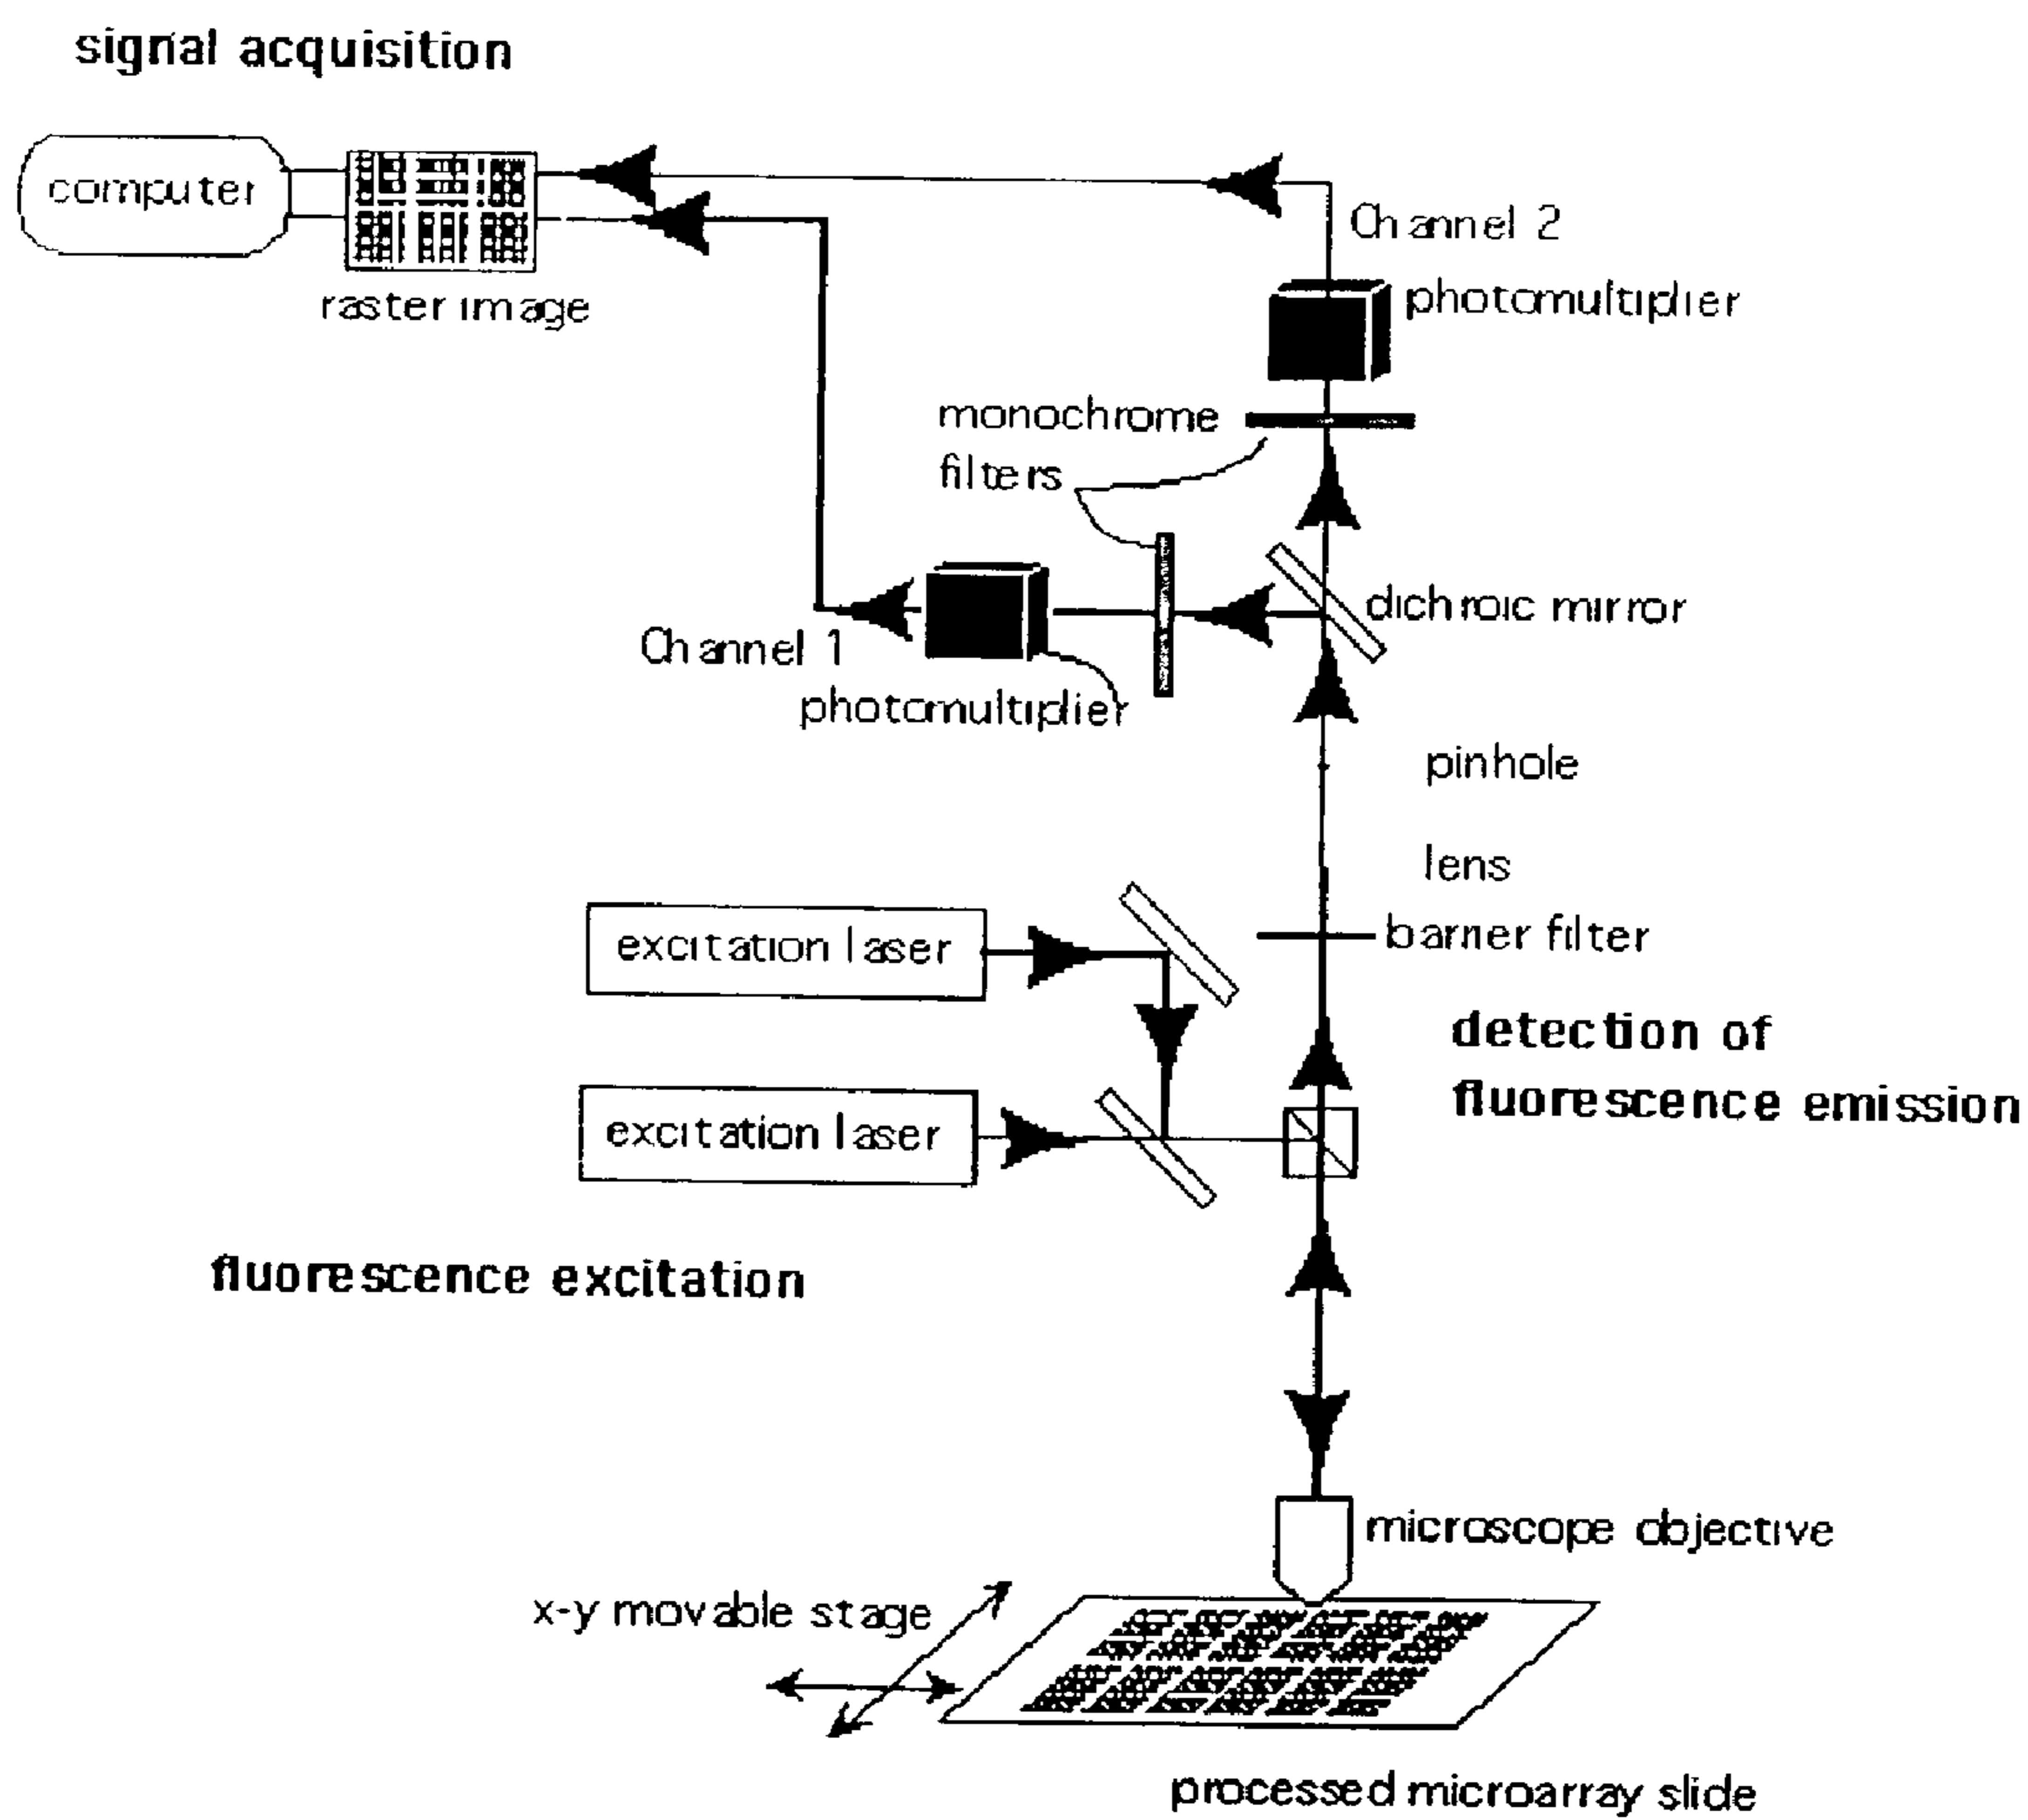 signal acquisition
computer
raster image
Channel 2
photomultiplier
monochrome
filters
dichroic mirror
Channel 1
photomultiplier
pinhole
lens
barrier filter
excitation laser
detection of
fluorescence emission
excitation laser
fluorescence excitation
microscope objective
x-y movable stage
processed microarray slide